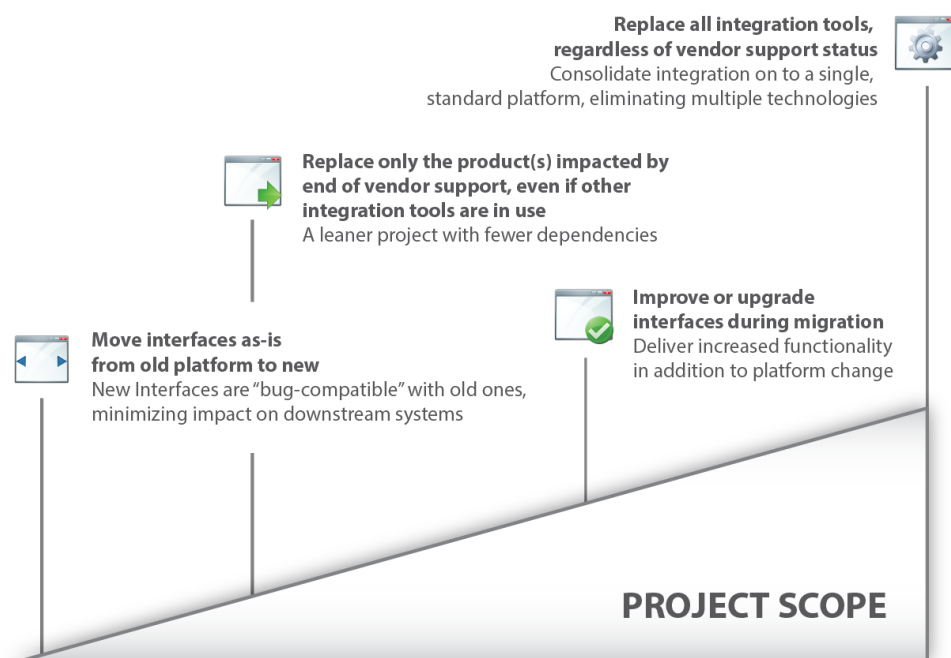 Replace all integration tools,
regardless of vendor support status
Consolidate integration on to a single,
standard platform, eliminating multiple technologies
Replace only the product(s) impacted by
end of vendor support, even if other
integration tools are in use
A leaner project with fewer dependencies
Improve or upgrade
interfaces during migration
Deliver increased functionality
in addition to platform change
Move interfaces as-is
from old platform to new
New Interfaces are “bug-compatible” with old ones,
minimizing impact on downstream systems
PROJECT SCOPE